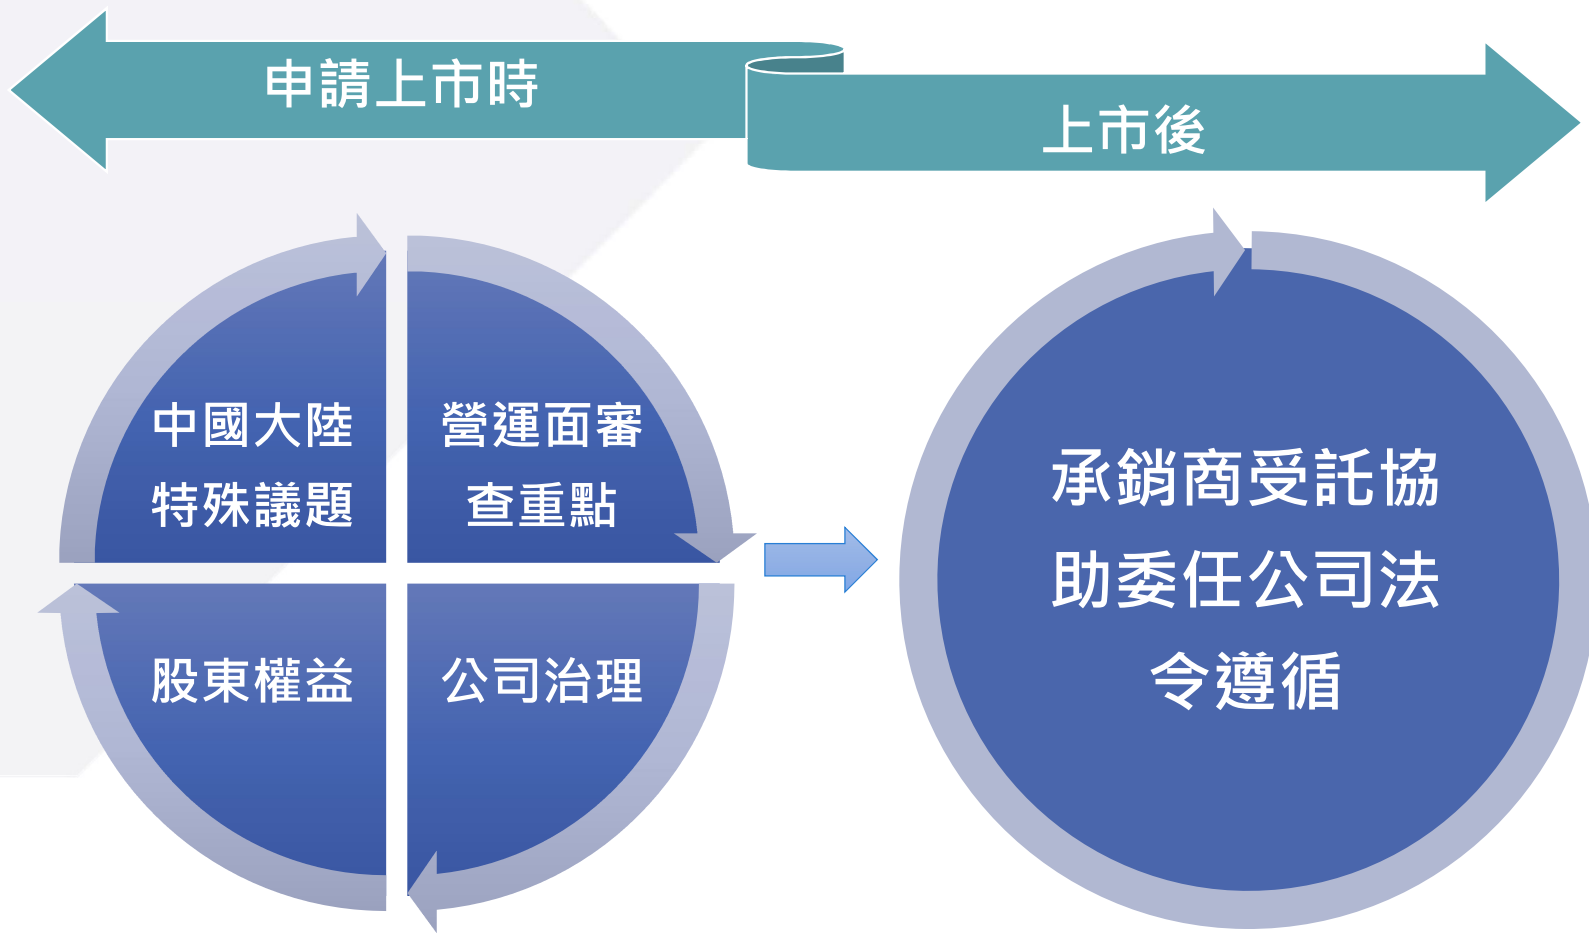 申請上市時
上市後
中國大陸
特殊議題
營運面審
查重點
股東權益
公司治理
承銷商受託協
助委任公司法
令遵循